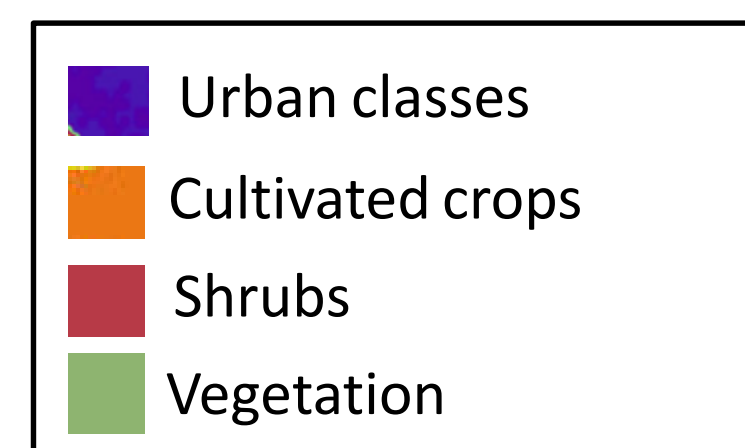 Urban classes
Cultivated crops
Shrubs
Vegetation